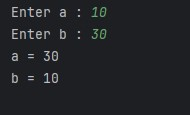 Enter a : 10
Enter b : 30
a = 30
b = 10